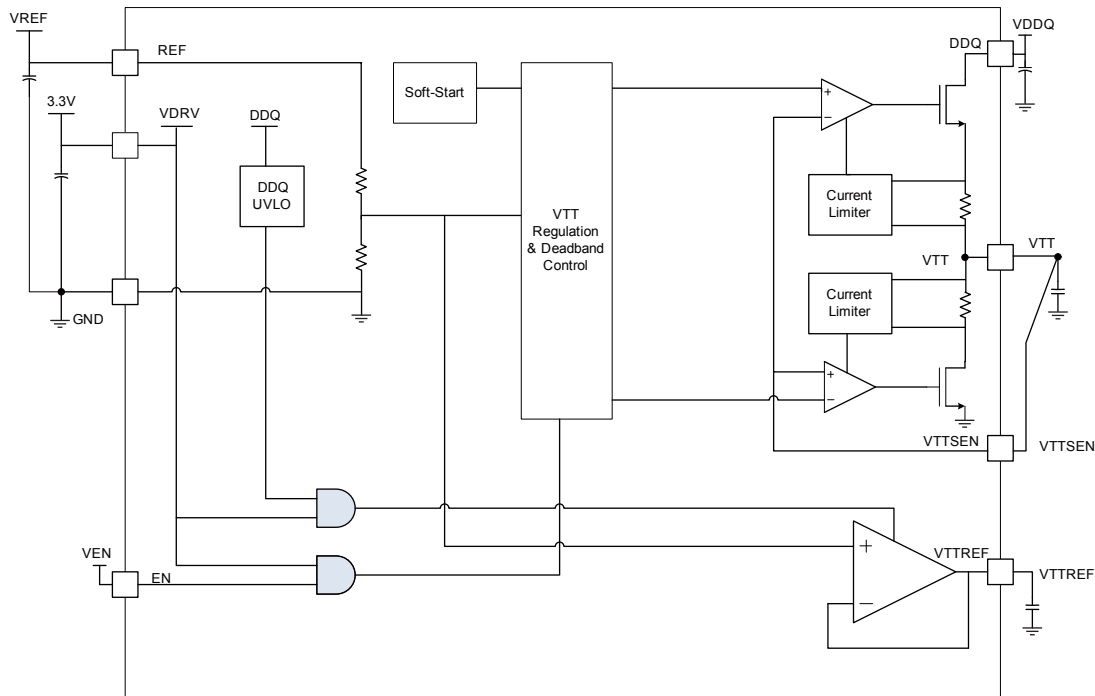 VREF
REF
3.3V
VDRV
DDQ
DDQ
UVLO
Soft-Start
VTT
Regulation
& Deadband
Control
+
−
Current
Limiter
DDQ
VDDQ
VTT
VTT
Current
Limiter
+
−
GND
VTTSEN
VTTSEN
VEN
EN
+
−
VTTREF
VTTREF